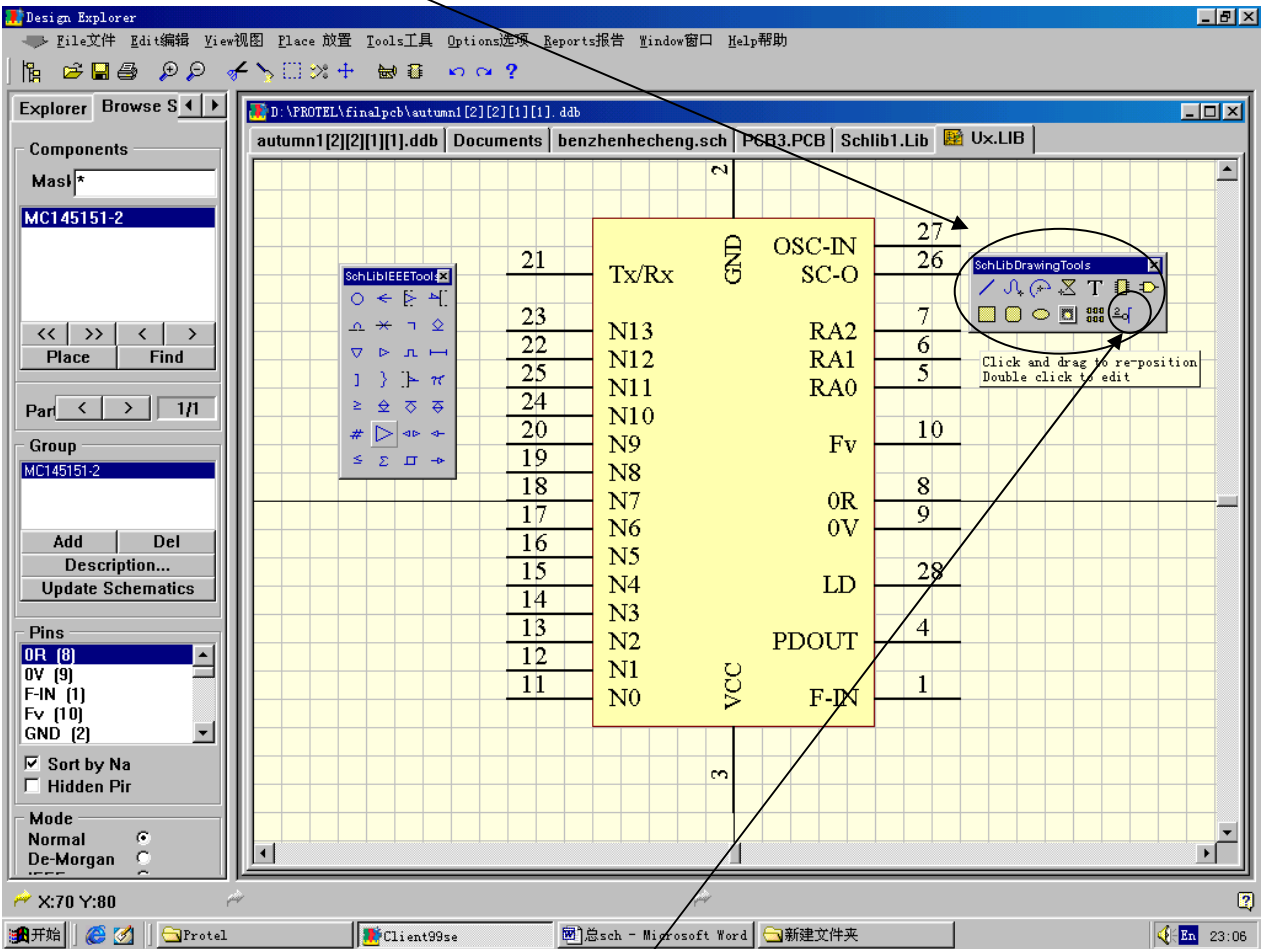 Design Explorer
File文件 Edit编辑 View视图 Place 放置 Tools工具 Options选项 Reports报告 Window窗口 Help帮助
Explorer Browse S
D:\PROTEL\finalpcb\autumn1[2][2][1][1].ddb
autumn1[2][2][1][1].ddb Documents benzhenhecheng.sch PCB3.PCB Schlib1.Lib Ux.LIB
Components
Mask *
MC145151-2
<< >> < >
Place Find
Part < > 1/1
Group
MC145151-2
Add Del
Description...
Update Schematics
Pins
0R (8)
0V (9)
F-IN (1)
Fv (10)
GND (2)
Sort by Na
Hidden Pir
Mode
Normal
De-Morgan
SchLibIEEETools
2
GND
21 Tx/Rx
23 N13
22 N12
25 N11
24 N10
20 N9
19 N8
18 N7
17 N6
16 N5
15 N4
14 N3
13 N2
12 N1
11 N0
OSC-IN 27
SC-O 26
RA2 7
RA1 6
RA0 5
Fv 10
0R 8
0V 9
LD 28
PDOUT 4
F-IN 1
VCC
3
SchLibDrawingTools
Click and drag to re-position
Double click to edit
X:70 Y:80
开始 Protel Client99se 总sch - Microsoft Word 新建文件夹 En 23:06